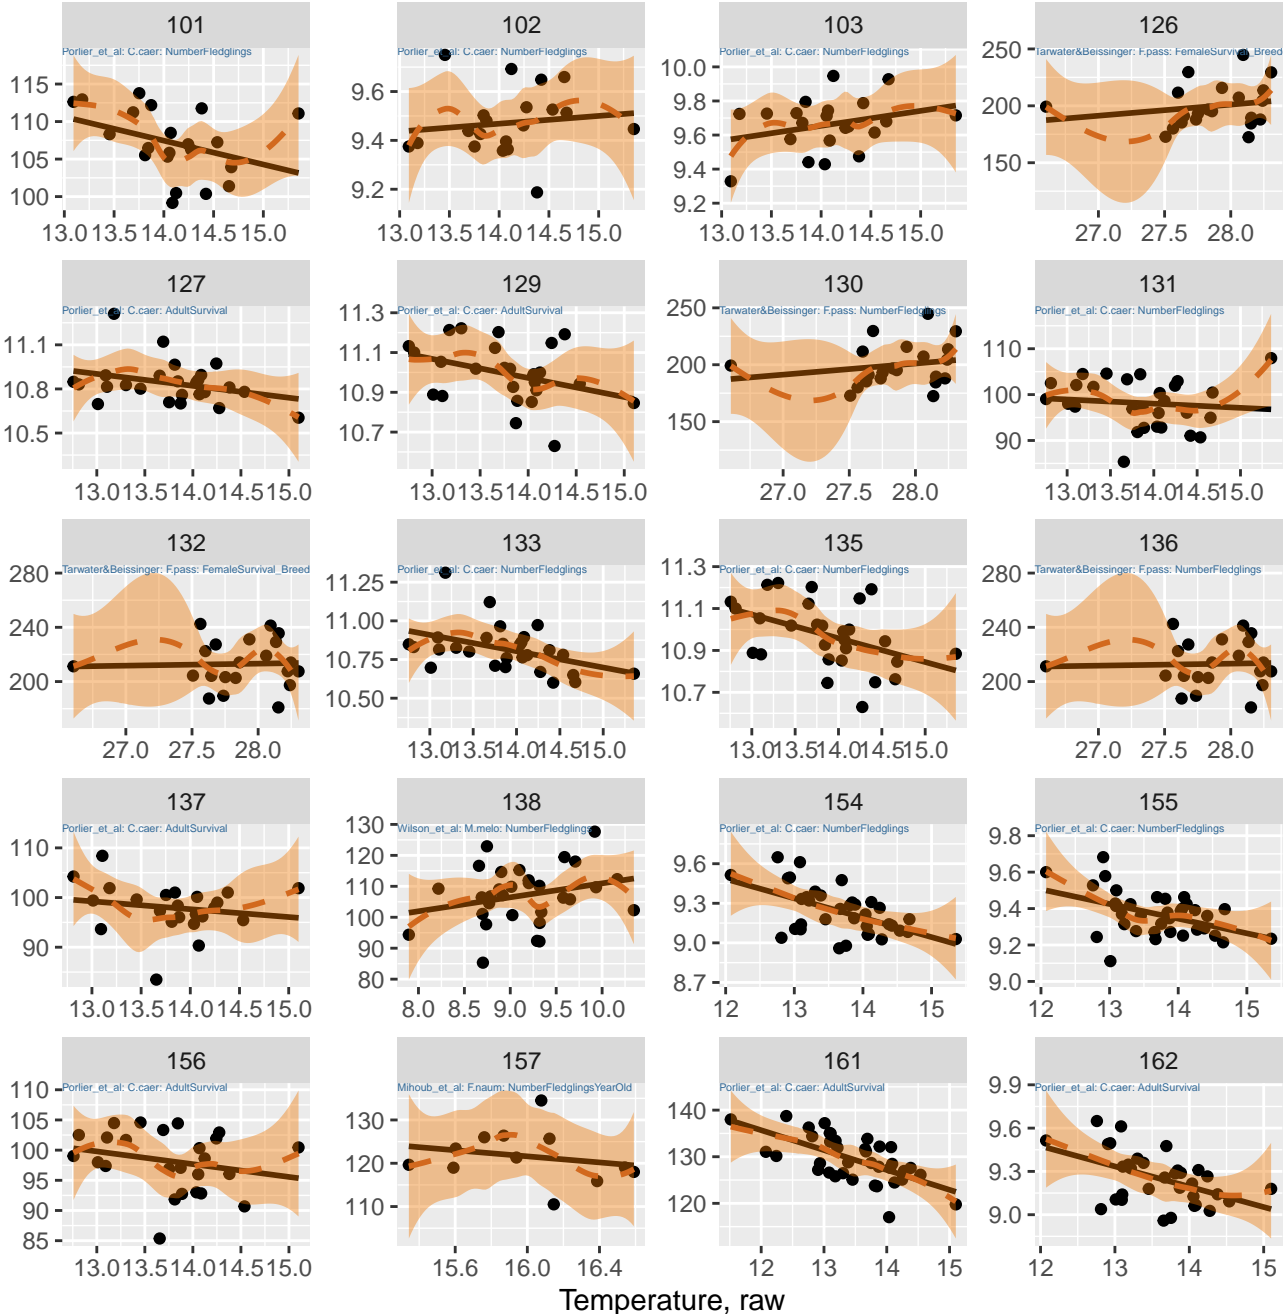 101 102 103 126
Porlier_et_al: C.caer: NumberFledglings Porlier_et_al: C.caer: NumberFledglings Porlier_et_al: C.caer: NumberFledglings Tarwater&Beissinger: F.pass: FemaleSurvival_Breed
115 110 105 100
9.6 9.4 9.2
10.0 9.8 9.6 9.4 9.2
250 200 150
13.0 13.5 14.0 14.5 15.0 13.0 13.5 14.0 14.5 15.0 13.0 13.5 14.0 14.5 15.0 27.0 27.5 28.0
127 129 130 131
Porlier_et_al: C.caer: AdultSurvival Porlier_et_al: C.caer: AdultSurvival Tarwater&Beissinger: F.pass: NumberFledglings Porlier_et_al: C.caer: NumberFledglings
11.1 10.8 10.5
11.3 11.1 10.9 10.7
250 200 150
110 100 90
13.0 13.5 14.0 14.5 15.0 13.0 13.5 14.0 14.5 15.0 27.0 27.5 28.0 13.0 13.5 14.0 14.5 15.0
132 133 135 136
Tarwater&Beissinger: F.pass: FemaleSurvival_Breed Porlier_et_al: C.caer: NumberFledglings Porlier_et_al: C.caer: NumberFledglings Tarwater&Beissinger: F.pass: NumberFledglings
280 240 200
11.25 11.00 10.75 10.50
11.3 11.1 10.9 10.7
280 240 200
27.0 27.5 28.0 13.0 13.5 14.0 14.5 15.0 13.0 13.5 14.0 14.5 15.0 27.0 27.5 28.0
137 138 154 155
Porlier_et_al: C.caer: AdultSurvival Wilson_et_al: M.melo: NumberFledglings Porlier_et_al: C.caer: NumberFledglings Porlier_et_al: C.caer: NumberFledglings
110 100 90
130 120 110 100 90 80
9.6 9.3 9.0 8.7
9.8 9.6 9.4 9.2 9.0
13.0 13.5 14.0 14.5 15.0 8.0 8.5 9.0 9.5 10.0 12 13 14 15 12 13 14 15
156 157 161 162
Porlier_et_al: C.caer: AdultSurvival Mihoub_et_al: F.naum: NumberFledglingsYearOld Porlier_et_al: C.caer: AdultSurvival Porlier_et_al: C.caer: AdultSurvival
110 105 100 95 90 85
130 120 110
140 130 120
9.9 9.6 9.3 9.0
13.0 13.5 14.0 14.5 15.0 15.6 16.0 16.4 12 13 14 15 12 13 14 15
Temperature, raw